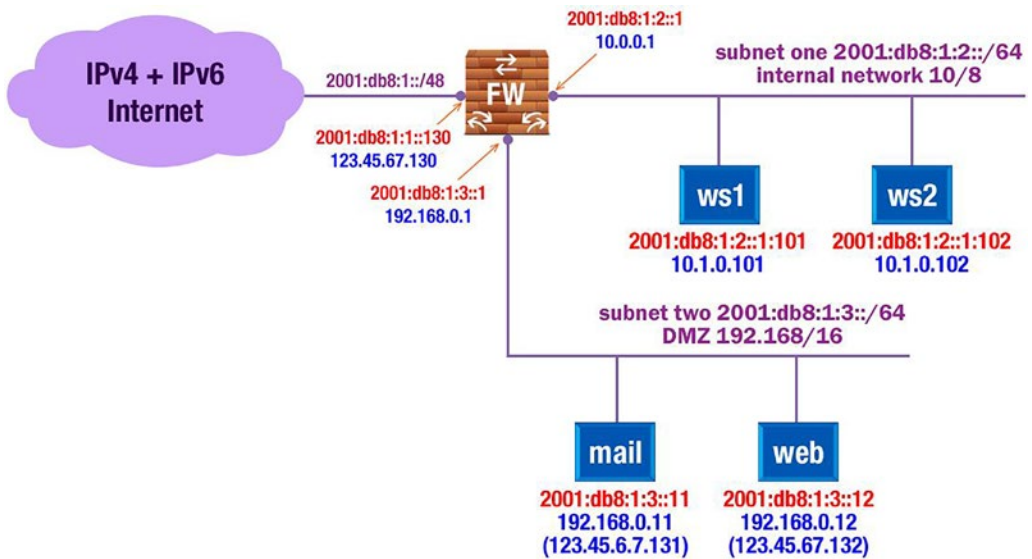 IPv4 + IPv6
Internet
2001:db8:1::/48
FW
2001:db8:1:2::1
10.0.0.1
subnet one 2001:db8:1:2::/64
internal network 10/8
2001:db8:1:1::130
123.45.67.130
2001:db8:1:3::1
192.168.0.1
ws1
2001:db8:1:2::1:101
10.1.0.101
ws2
2001:db8:1:2::1:102
10.1.0.102
subnet two 2001:db8:1:3::/64
DMZ 192.168/16
mail
2001:db8:1:3::11
192.168.0.11
(123.45.6.7.131)
web
2001:db8:1:3::12
192.168.0.12
(123.45.67.132)